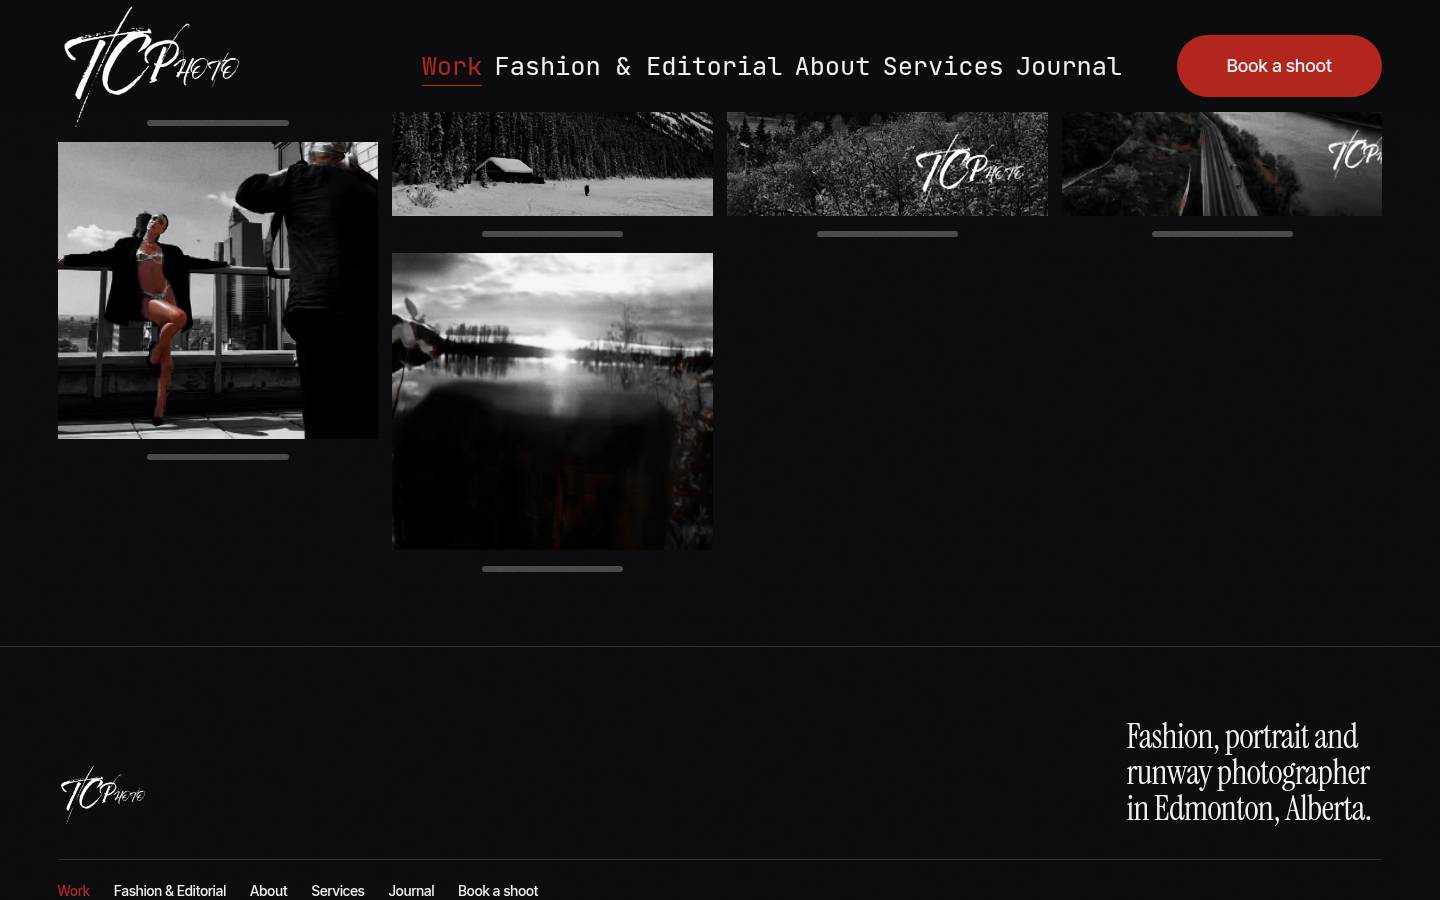 TCPHOTO
Work Fashion & Editorial About Services Journal
Book a shoot
TCPHOTO
TCPH
TCPHOTO
Fashion, portrait and
runway photographer
in Edmonton, Alberta.
Work Fashion & Editorial About Services Journal Book a shoot